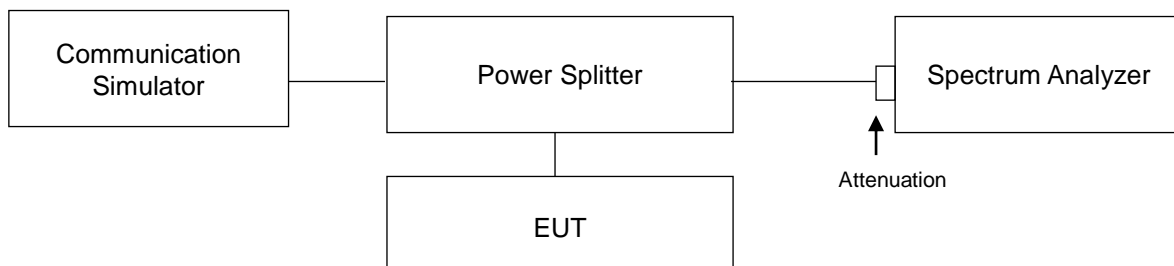 Communication
Simulator
Power Splitter
Spectrum Analyzer
Attenuation
EUT